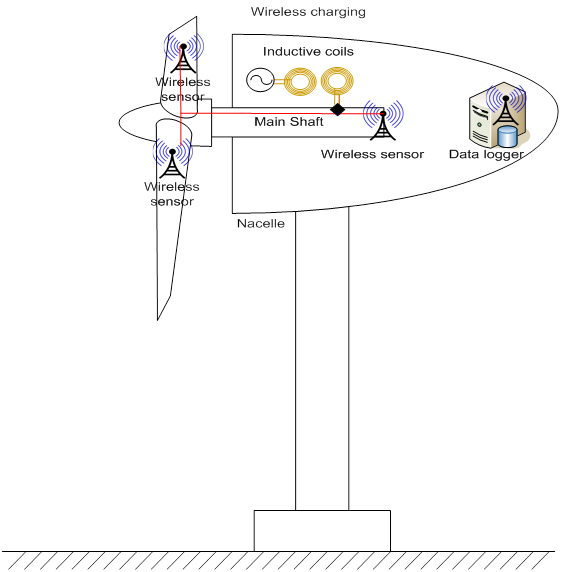 Wireless charging
Inductive coils
Wireless
sensor
Main Shaft
Wireless sensor
Data logger
Wireless
sensor
Nacelle